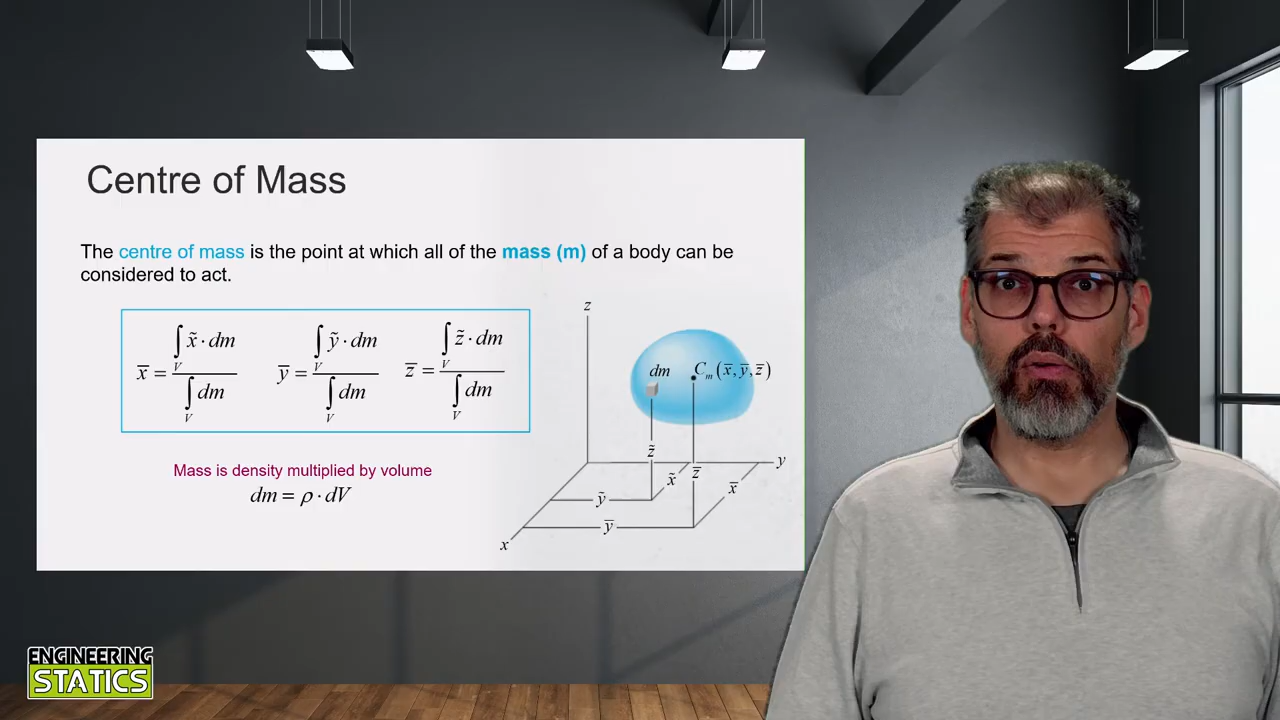 Centre of Mass
The centre of mass is the point at which all of the mass (m) of a body can be
considered to act.
x̄ = ∫_V x̃ · dm / ∫_V dm   ȳ = ∫_V ỹ · dm / ∫_V dm   z̄ = ∫_V z̃ · dm / ∫_V dm
Mass is density multiplied by volume
dm = ρ · dV
z
dm
C_m (x̄, ȳ, z̄)
z̃
y
x̃
z̄
x̄
ỹ
ȳ
x
ENGINEERING
STATICS